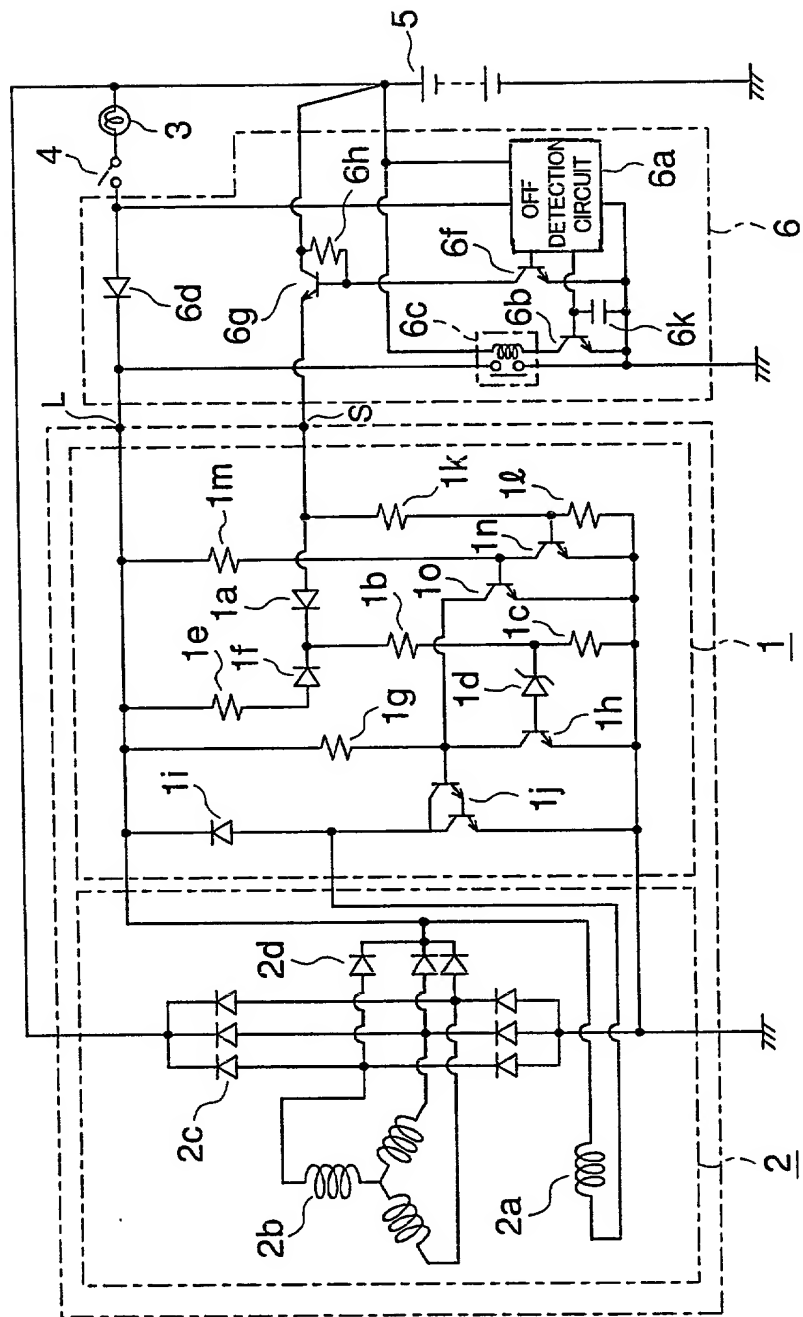 5
3
4
6h
OFF
DETECTION
CIRCUIT
6a
6
6d
6g
6f
6c
6b
6k
L
S
1m
1k
1ℓ
1n
1o
1a
1b
1c
1e
1f
1d
1
1g
1h
1i
1j
2d
2c
2b
2a
2